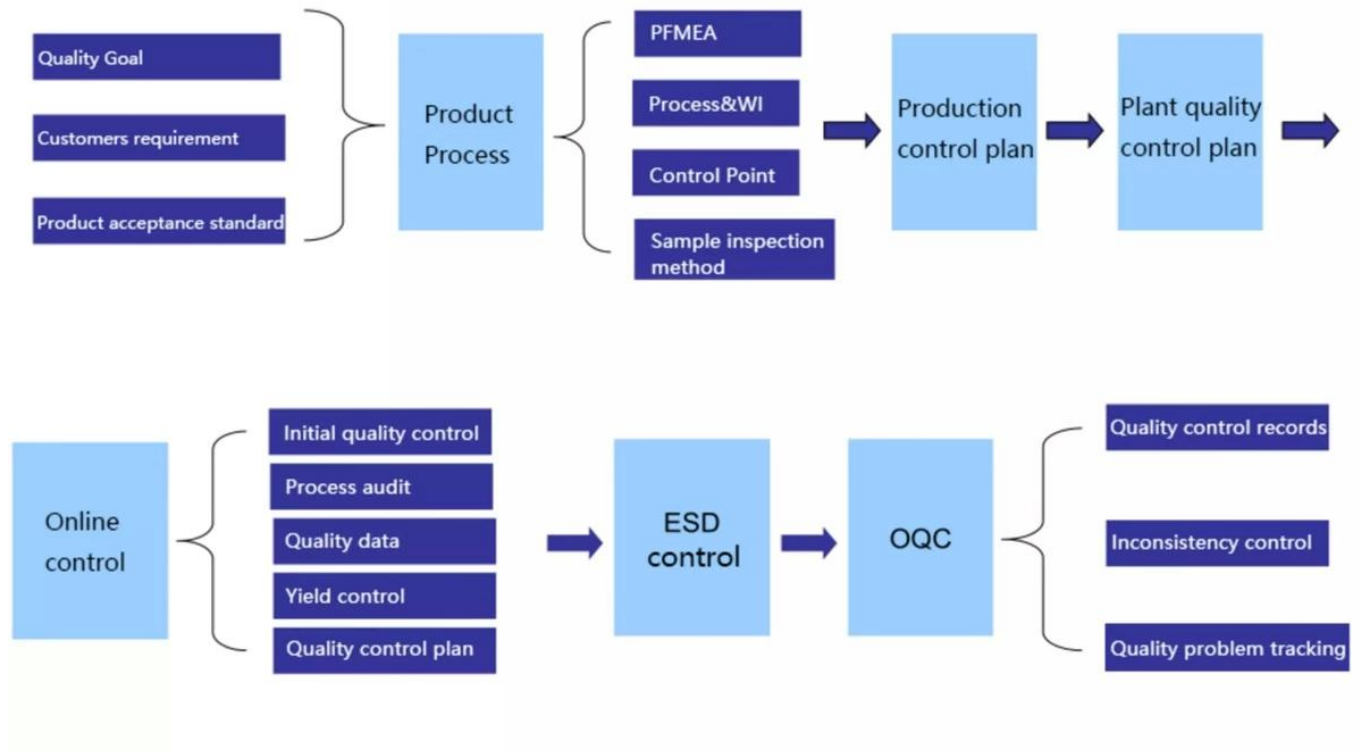 Quality Goal
Customers requirement
Product acceptance standard
Product
Process
PFMEA
Process&WI
Control Point
Sample inspection
method
Production
control plan
Plant quality
control plan
Online
control
Initial quality control
Process audit
Quality data
Yield control
Quality control plan
ESD
control
OQC
Quality control records
Inconsistency control
Quality problem tracking